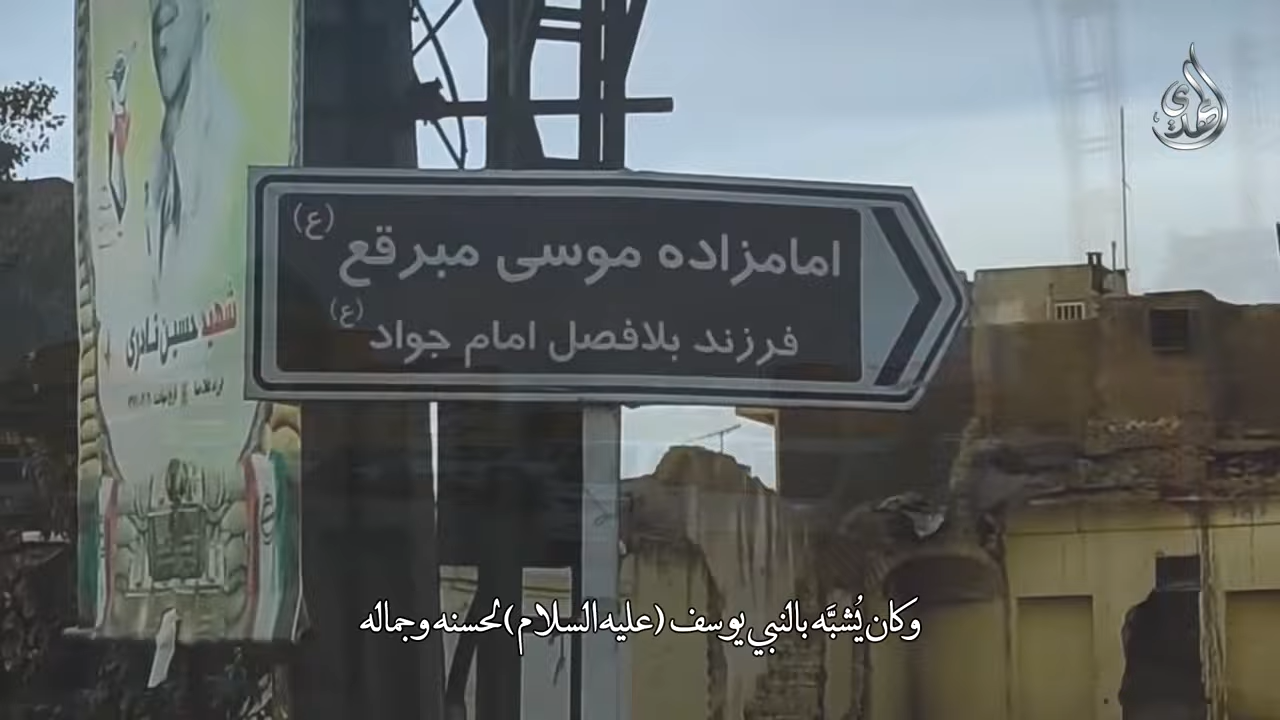 امامزاده موسی مبرقع (ع)
فرزند بلافصل امام جواد (ع)
شهید حسین نادری
وكان يُشبَّه بالنبي يوسف (عليه السلام) لحسنه وجماله